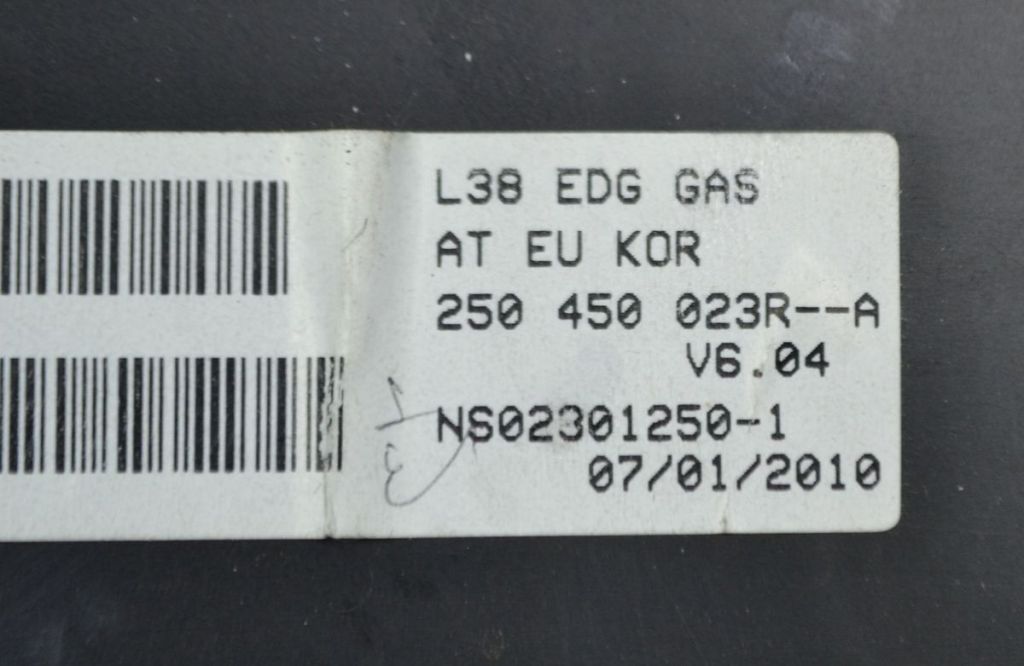 L38 EDG GAS
AT EU KOR
250 450 023R--A
V6.04
NS02301250-1
07/01/2010